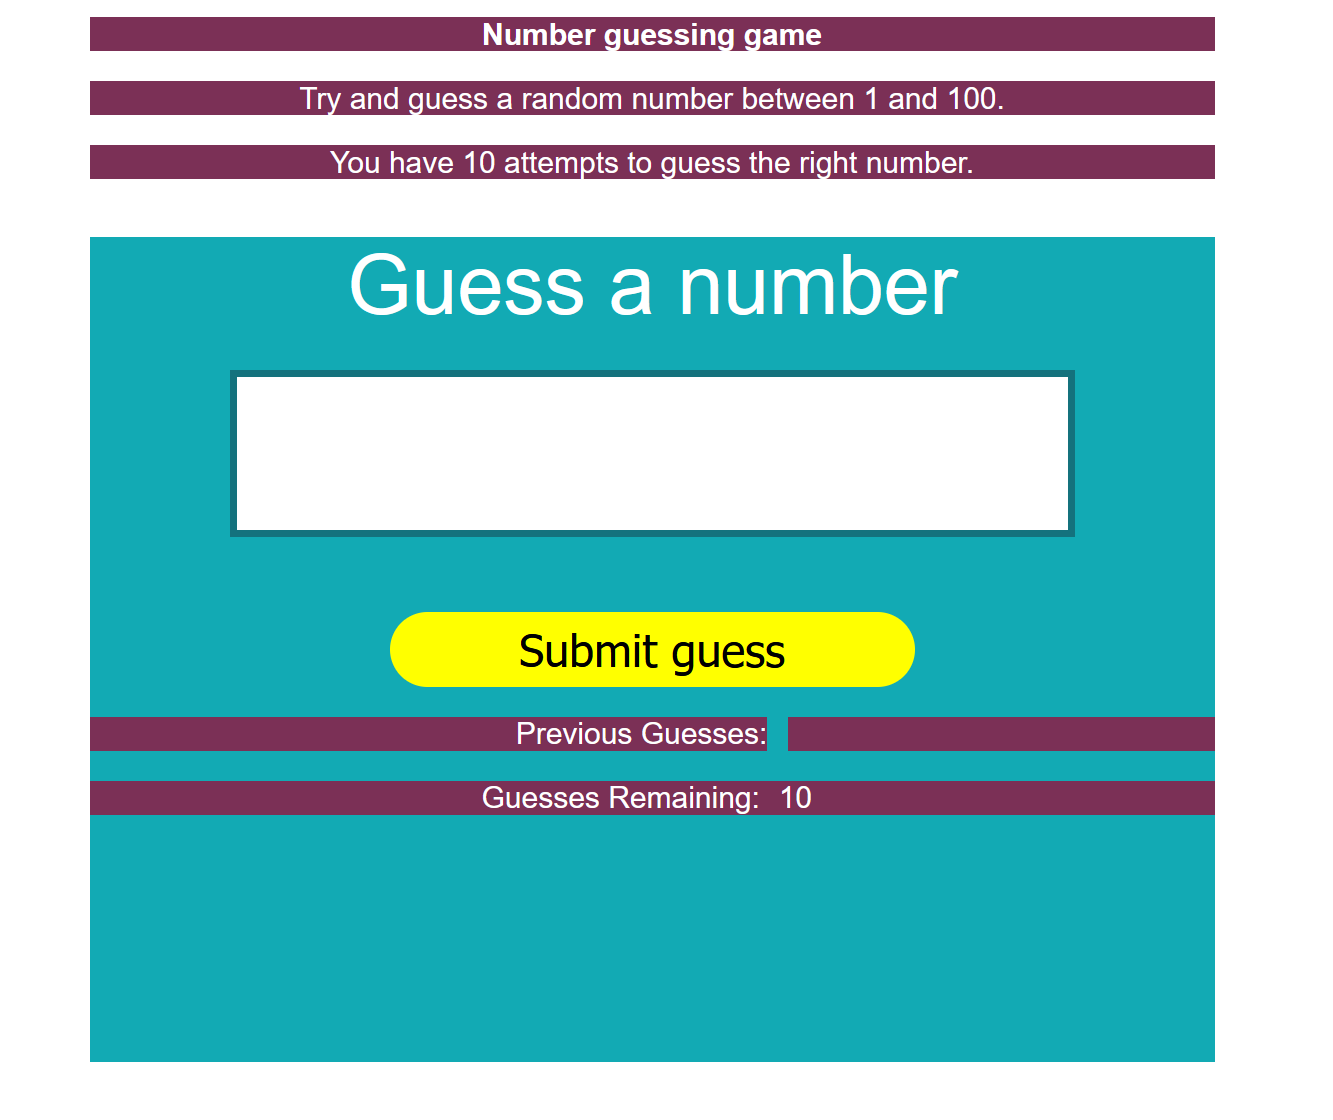 Number guessing game
Try and guess a random number between 1 and 100.
You have 10 attempts to guess the right number.
Guess a number
Submit guess
Previous Guesses:
Guesses Remaining: 10